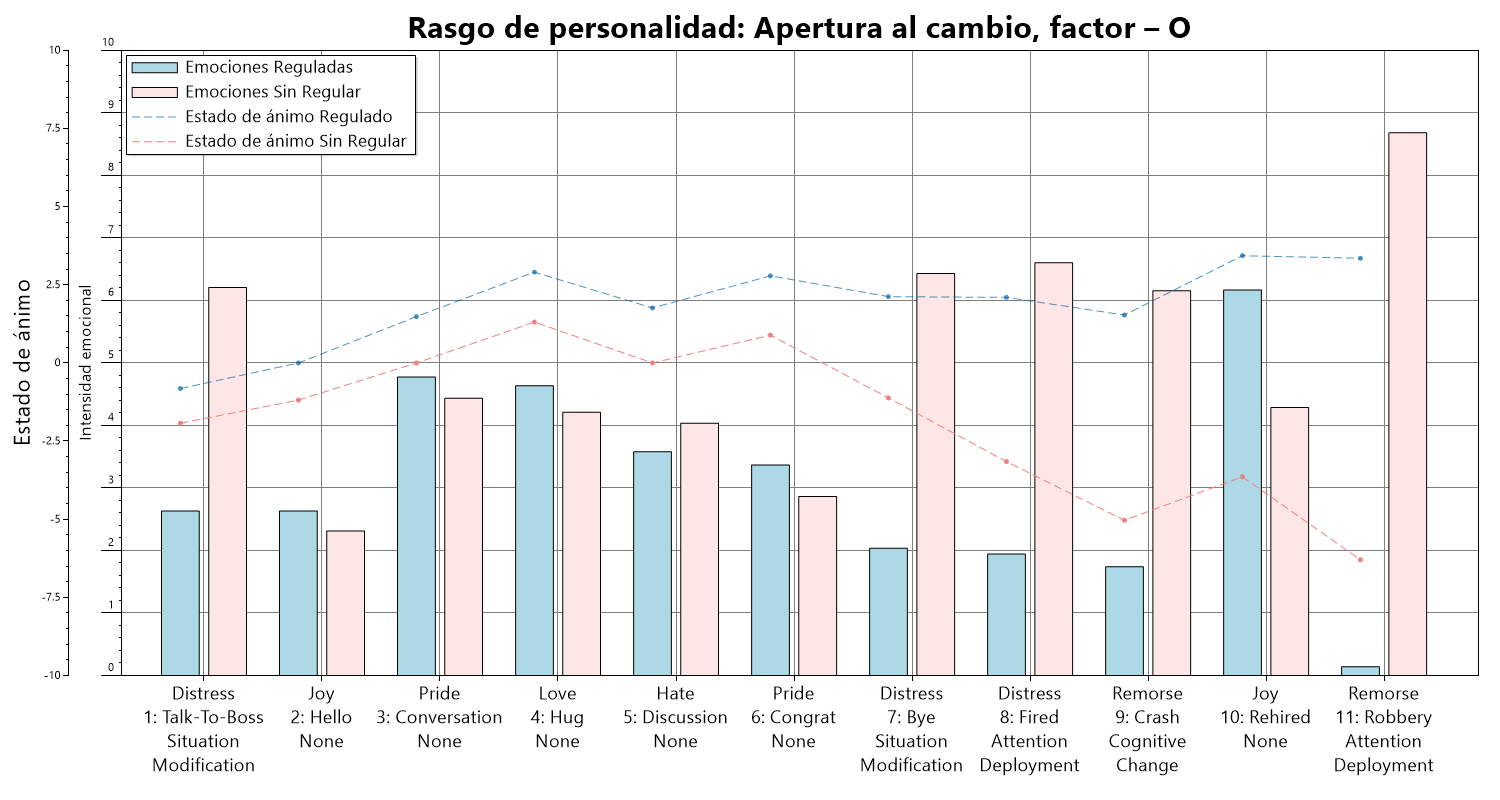 Rasgo de personalidad: Apertura al cambio, factor – O
Emociones Reguladas
Emociones Sin Regular
Estado de ánimo Regulado
Estado de ánimo Sin Regular
Estado de ánimo
10
7.5
5
2.5
0
-2.5
-5
-7.5
-10
Intensidad emocional
10
9
8
7
6
5
4
3
2
1
0
Distress
1: Talk-To-Boss
Situation
Modification
Joy
2: Hello
None
Pride
3: Conversation
None
Love
4: Hug
None
Hate
5: Discussion
None
Pride
6: Congrat
None
Distress
7: Bye
Situation
Modification
Distress
8: Fired
Attention
Deployment
Remorse
9: Crash
Cognitive
Change
Joy
10: Rehired
None
Remorse
11: Robbery
Attention
Deployment